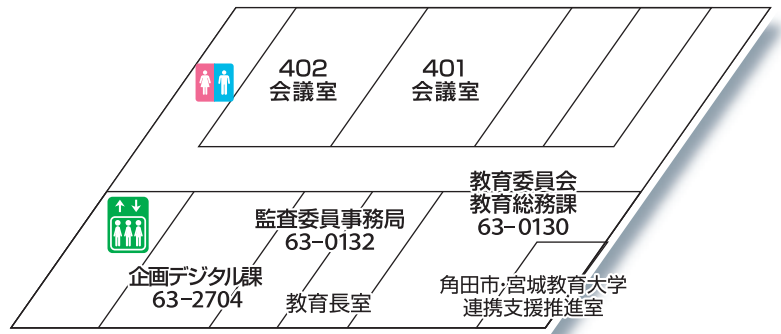 402
会議室
401
会議室
教育委員会
教育総務課
63-0130
監査委員事務局
63-0132
企画デジタル課
63-2704
教育長室
角田市・宮城教育大学
連携支援推進室